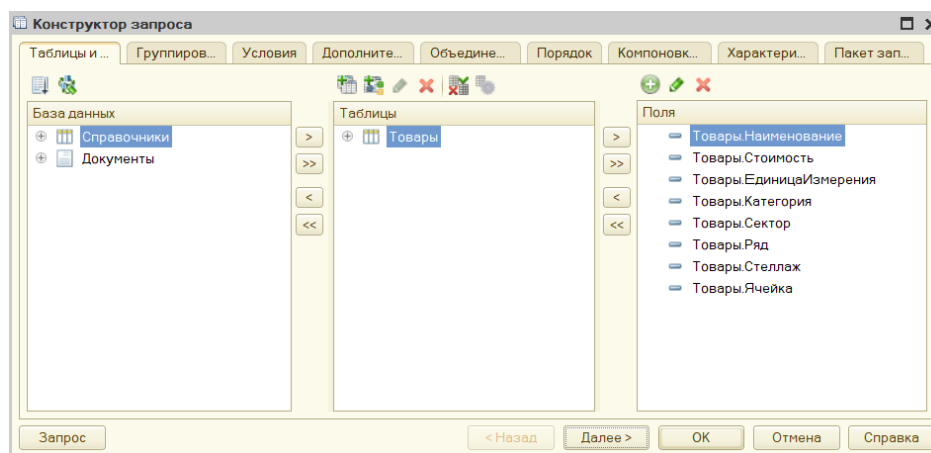 Конструктор запроса
Таблицы и ... Группиров... Условия Дополните... Объедине... Порядок Компоновк... Характери... Пакет зап...
База данных
Справочники
Документы
>
>>
<
<<
Таблицы
Товары
>
>>
<
<<
Поля
Товары.Наименование
Товары.Стоимость
Товары.ЕдиницаИзмерения
Товары.Категория
Товары.Сектор
Товары.Ряд
Товары.Стеллаж
Товары.Ячейка
Запрос < Назад Далее > OK Отмена Справка